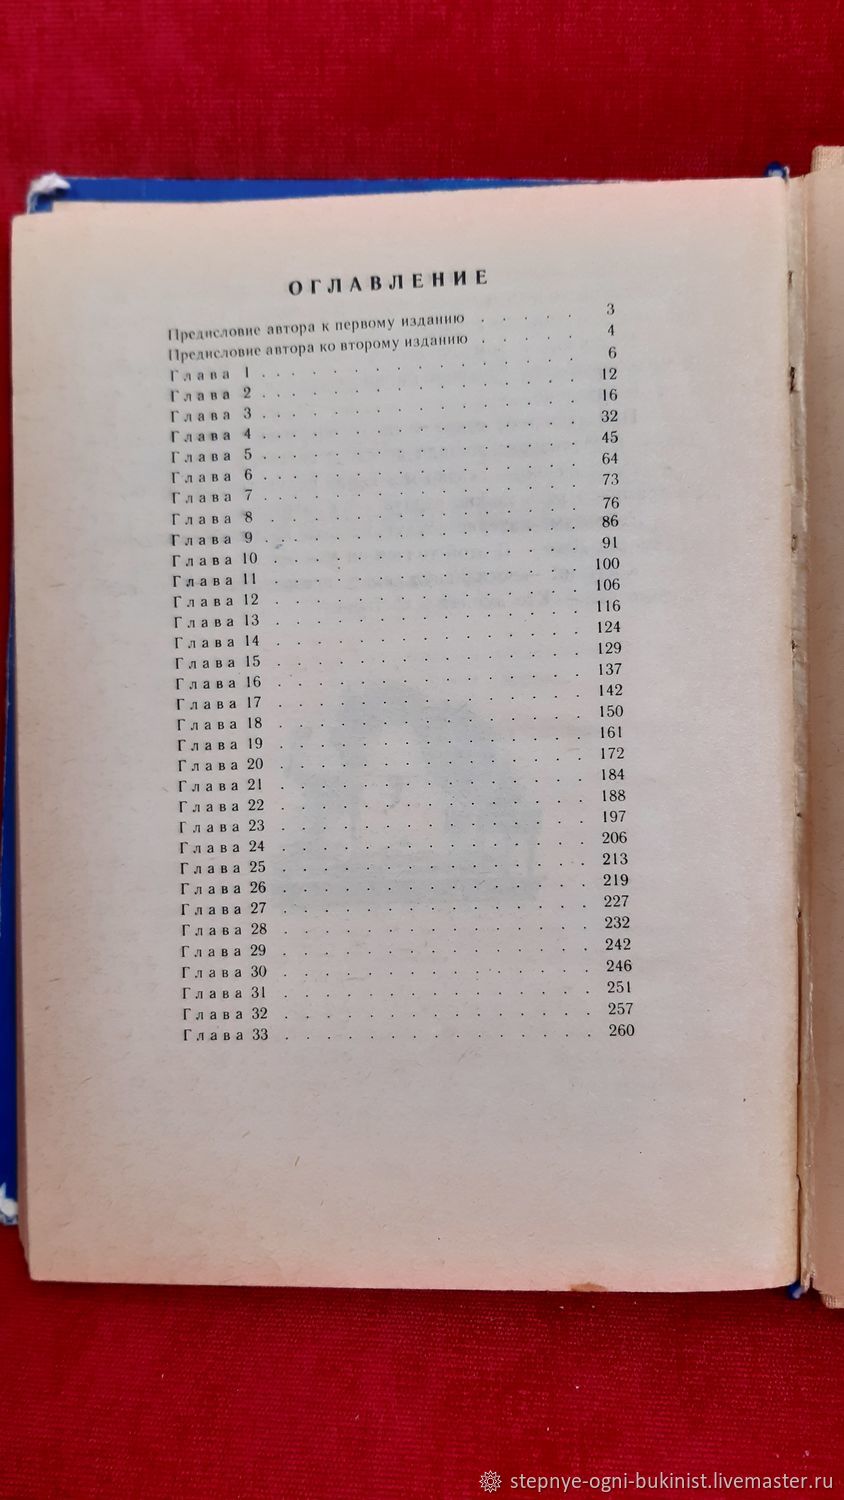 ОГЛАВЛЕНИЕ
Предисловие автора к первому изданию . . . . . 3
Предисловие автора ко второму изданию . . . . . 4
Глава 1 . . . . . . . . . . . . . . 6
Глава 2 . . . . . . . . . . . . . . 12
Глава 3 . . . . . . . . . . . . . . 16
Глава 4 . . . . . . . . . . . . . . 32
Глава 5 . . . . . . . . . . . . . . 45
Глава 6 . . . . . . . . . . . . . . 64
Глава 7 . . . . . . . . . . . . . . 73
Глава 8 . . . . . . . . . . . . . . 76
Глава 9 . . . . . . . . . . . . . . 86
Глава 10 . . . . . . . . . . . . . 91
Глава 11 . . . . . . . . . . . . . 100
Глава 12 . . . . . . . . . . . . . 106
Глава 13 . . . . . . . . . . . . . 116
Глава 14 . . . . . . . . . . . . . 124
Глава 15 . . . . . . . . . . . . . 129
Глава 16 . . . . . . . . . . . . . 137
Глава 17 . . . . . . . . . . . . . 142
Глава 18 . . . . . . . . . . . . . 150
Глава 19 . . . . . . . . . . . . . 161
Глава 20 . . . . . . . . . . . . . 172
Глава 21 . . . . . . . . . . . . . 184
Глава 22 . . . . . . . . . . . . . 188
Глава 23 . . . . . . . . . . . . . 197
Глава 24 . . . . . . . . . . . . . 206
Глава 25 . . . . . . . . . . . . . 213
Глава 26 . . . . . . . . . . . . . 219
Глава 27 . . . . . . . . . . . . . 227
Глава 28 . . . . . . . . . . . . . 232
Глава 29 . . . . . . . . . . . . . 242
Глава 30 . . . . . . . . . . . . . 246
Глава 31 . . . . . . . . . . . . . 251
Глава 32 . . . . . . . . . . . . . 257
Глава 33 . . . . . . . . . . . . . 260
stepnye-ogni-bukinist.livemaster.ru